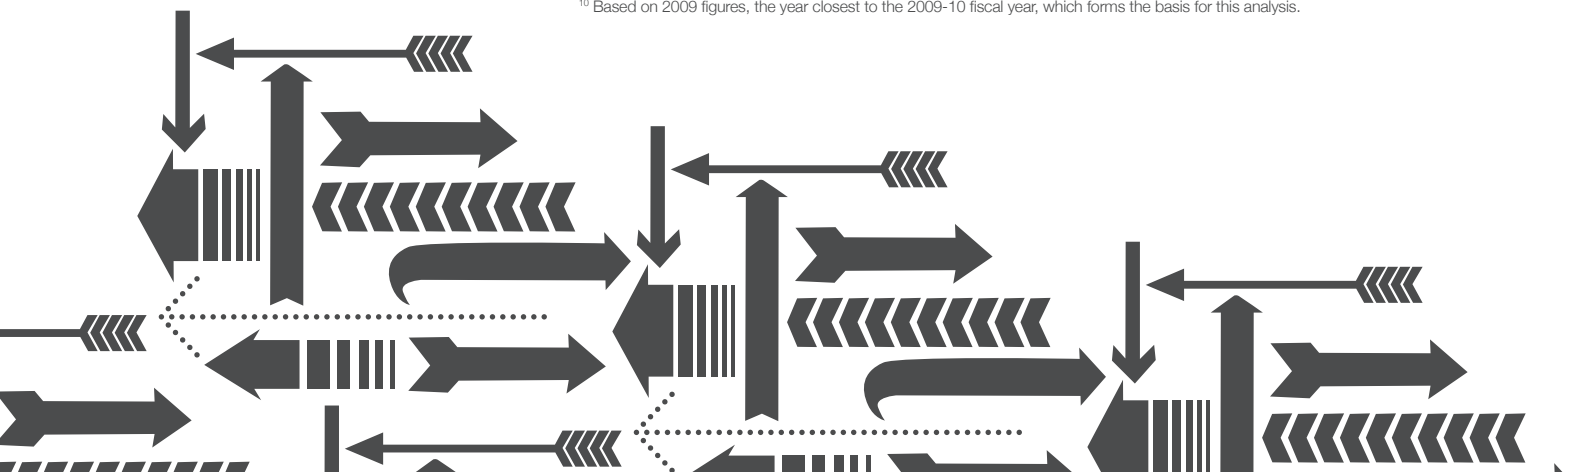 10 Based on 2009 figures, the year closest to the 2009-10 fiscal year, which forms the basis for this analysis.